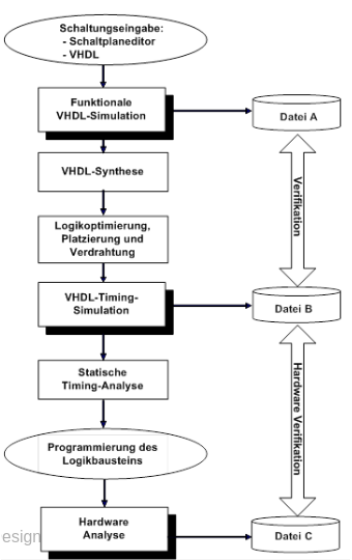 Schaltungseingabe:
- Schaltplaneditor
- VHDL
Funktionale
VHDL-Simulation
Datei A
VHDL-Synthese
Verifikation
Logikoptimierung,
Platzierung und
Verdrahtung
VHDL-Timing-
Simulation
Datei B
Statische
Timing-Analyse
Hardware Verifikation
Programmierung des
Logikbausteins
esign
Hardware
Analyse
Datei C